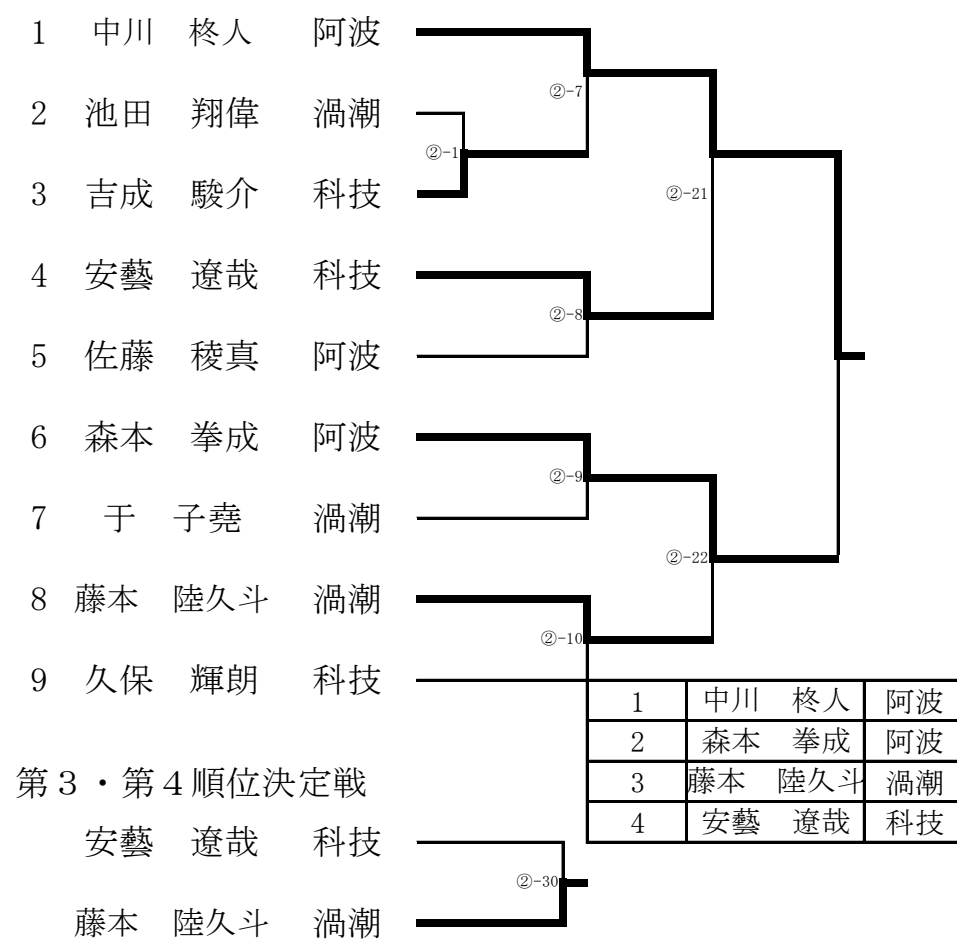 1 中川 柊人 阿波
②-7
2 池田 翔偉 渦潮
②-1
3 吉成 駿介 科技
②-21
4 安藝 遼哉 科技
②-8
5 佐藤 稜真 阿波
6 森本 拳成 阿波
②-9
7 于 子堯 渦潮
②-22
8 藤本 陸久斗 渦潮
②-10
9 久保 輝朗 科技
1 中川 柊人 阿波
2 森本 拳成 阿波
3 藤本 陸久斗 渦潮
4 安藝 遼哉 科技
第３・第４順位決定戦
安藝 遼哉 科技
②-30
藤本 陸久斗 渦潮